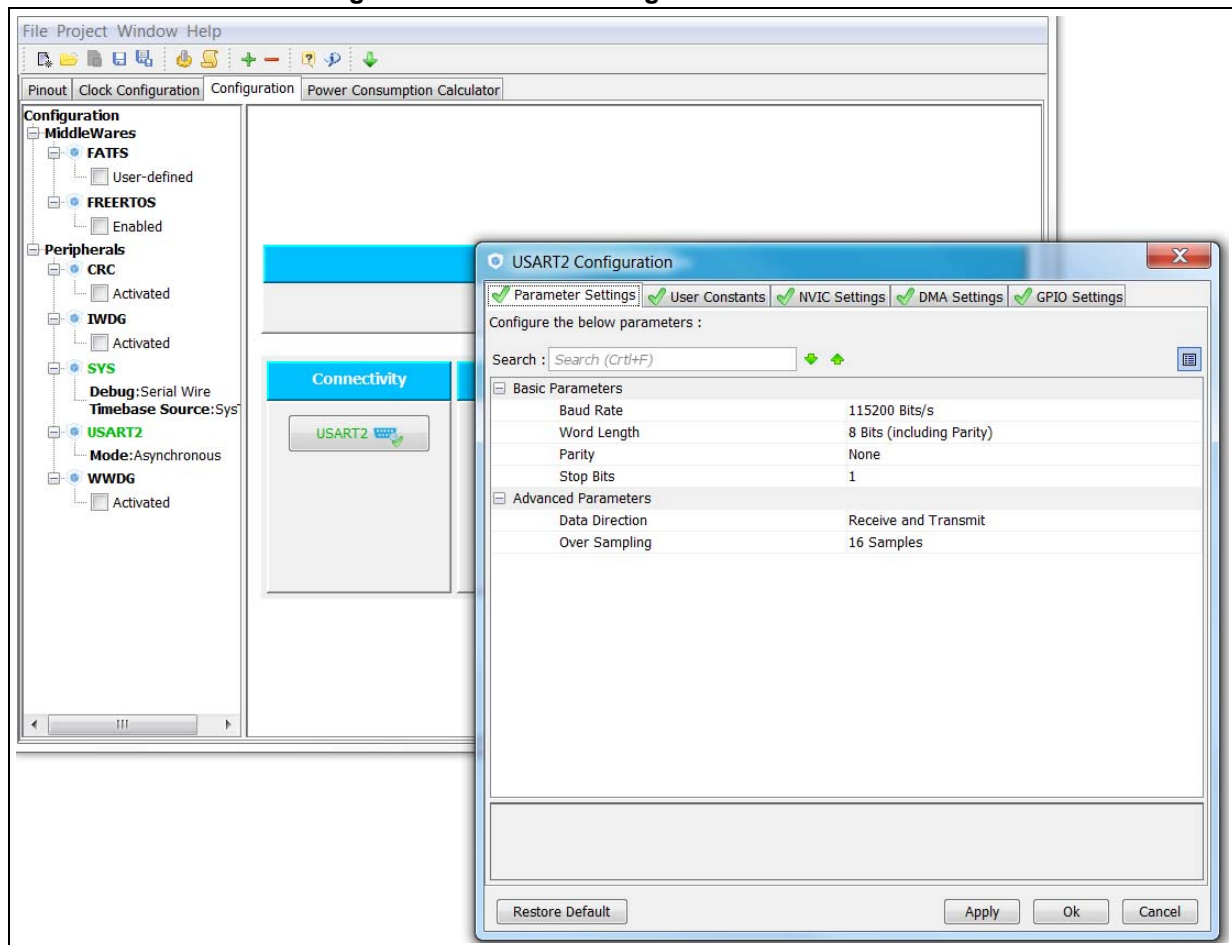 File Project Window Help
Pinout Clock Configuration Configuration Power Consumption Calculator
Configuration
MiddleWares
FATFS
User-defined
FREERTOS
Enabled
Peripherals
CRC
Activated
IWDG
Activated
SYS
Debug:Serial Wire
Timebase Source:Sys
USART2
Mode:Asynchronous
WWDG
Activated
Connectivity
USART2
USART2 Configuration
Parameter Settings User Constants NVIC Settings DMA Settings GPIO Settings
Configure the below parameters :
Search : Search (Crtl+F)
Basic Parameters
Baud Rate 115200 Bits/s
Word Length 8 Bits (including Parity)
Parity None
Stop Bits 1
Advanced Parameters
Data Direction Receive and Transmit
Over Sampling 16 Samples
Restore Default Apply Ok Cancel